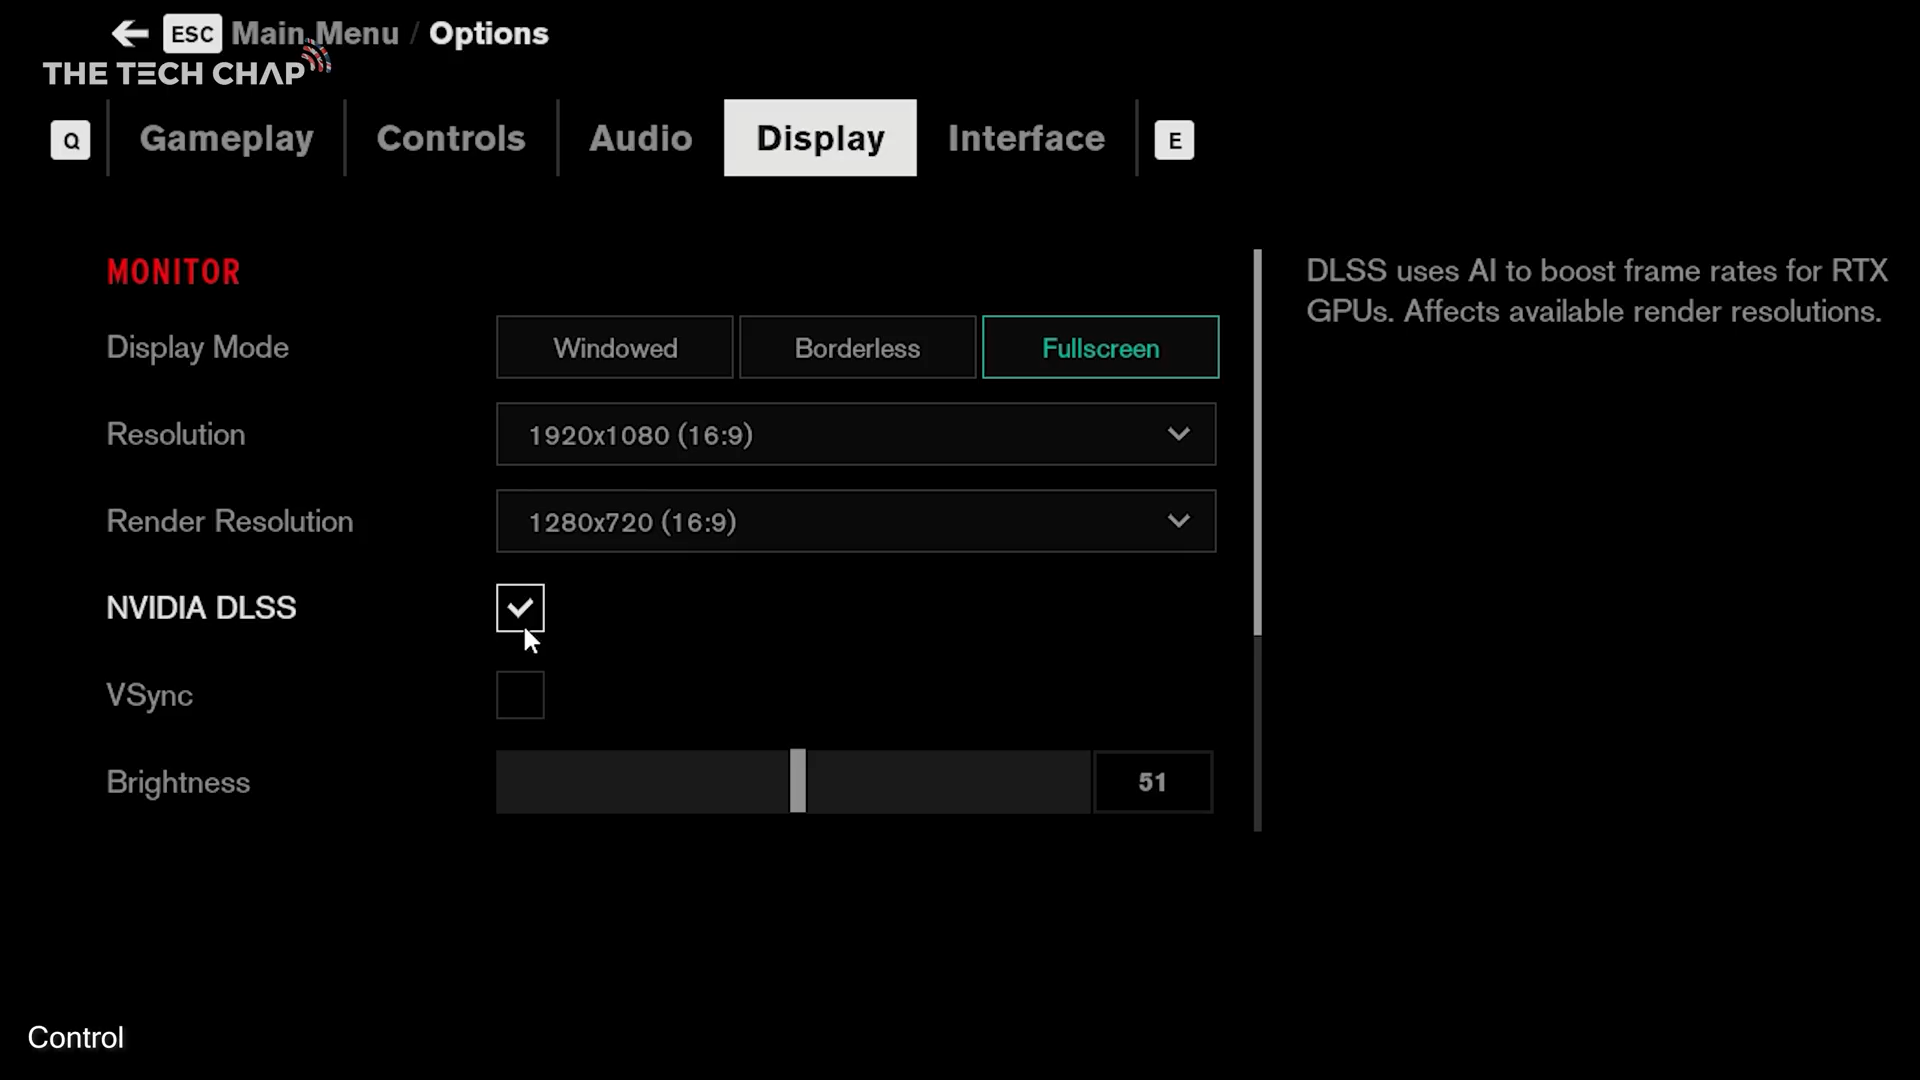 ESC Main Menu / Options
THE TECH CHAP
Q Gameplay Controls Audio Display Interface E
MONITOR
Display Mode Windowed Borderless Fullscreen
Resolution 1920x1080 (16:9)
Render Resolution 1280x720 (16:9)
NVIDIA DLSS
VSync
Brightness 51
DLSS uses AI to boost frame rates for RTX
GPUs. Affects available render resolutions.
Control